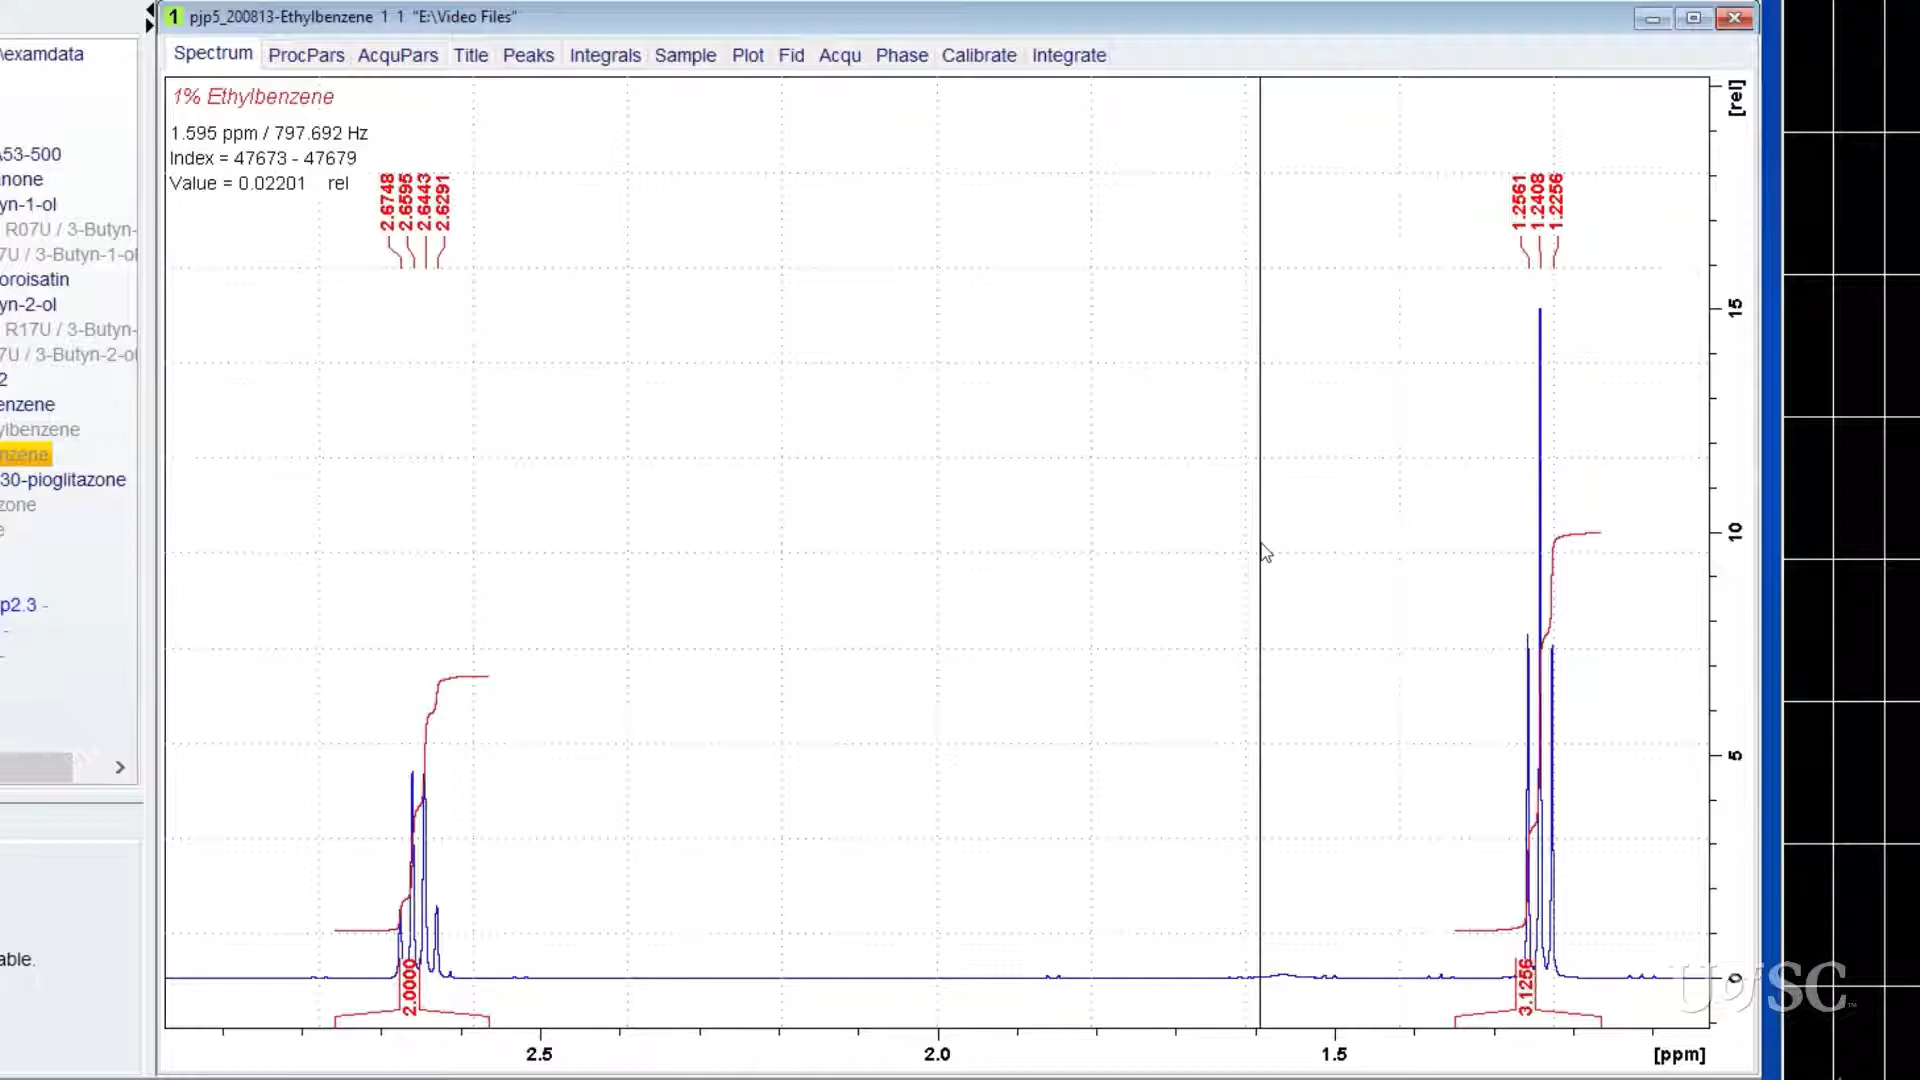 1 pjp5_200813-Ethylbenzene 1 1 "E:\Video Files"
\examdata
Spectrum ProcPars AcquPars Title Peaks Integrals Sample Plot Fid Acqu Phase Calibrate Integrate
1% Ethylbenzene
1.595 ppm / 797.692 Hz
Index = 47673 - 47679
Value = 0.02201 rel
2.6748
2.6595
2.6443
2.6291
1.2561
1.2408
1.2256
[rel]
15
10
5
0
A53-500
anone
yn-1-ol
R07U / 3-Butyn-
7U / 3-Butyn-1-ol
oroisatin
yn-2-ol
R17U / 3-Butyn-
7U / 3-Butyn-2-ol
2
enzene
ylbenzene
nzene
30-pioglitazone
zone
e
p2.3 -
-
able.
2.0000
3.1256
2.5
2.0
1.5
[ppm]
UofSC